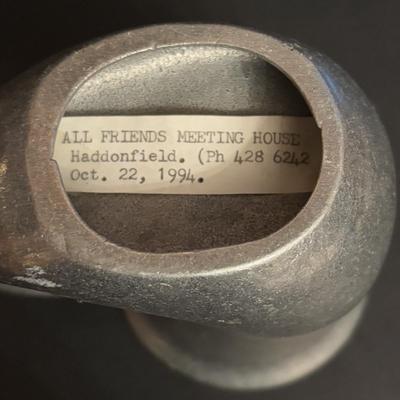 ALL FRIENDS MEETING HOUSE
Haddonfield. (Ph 428 6242
Oct. 22, 1994.